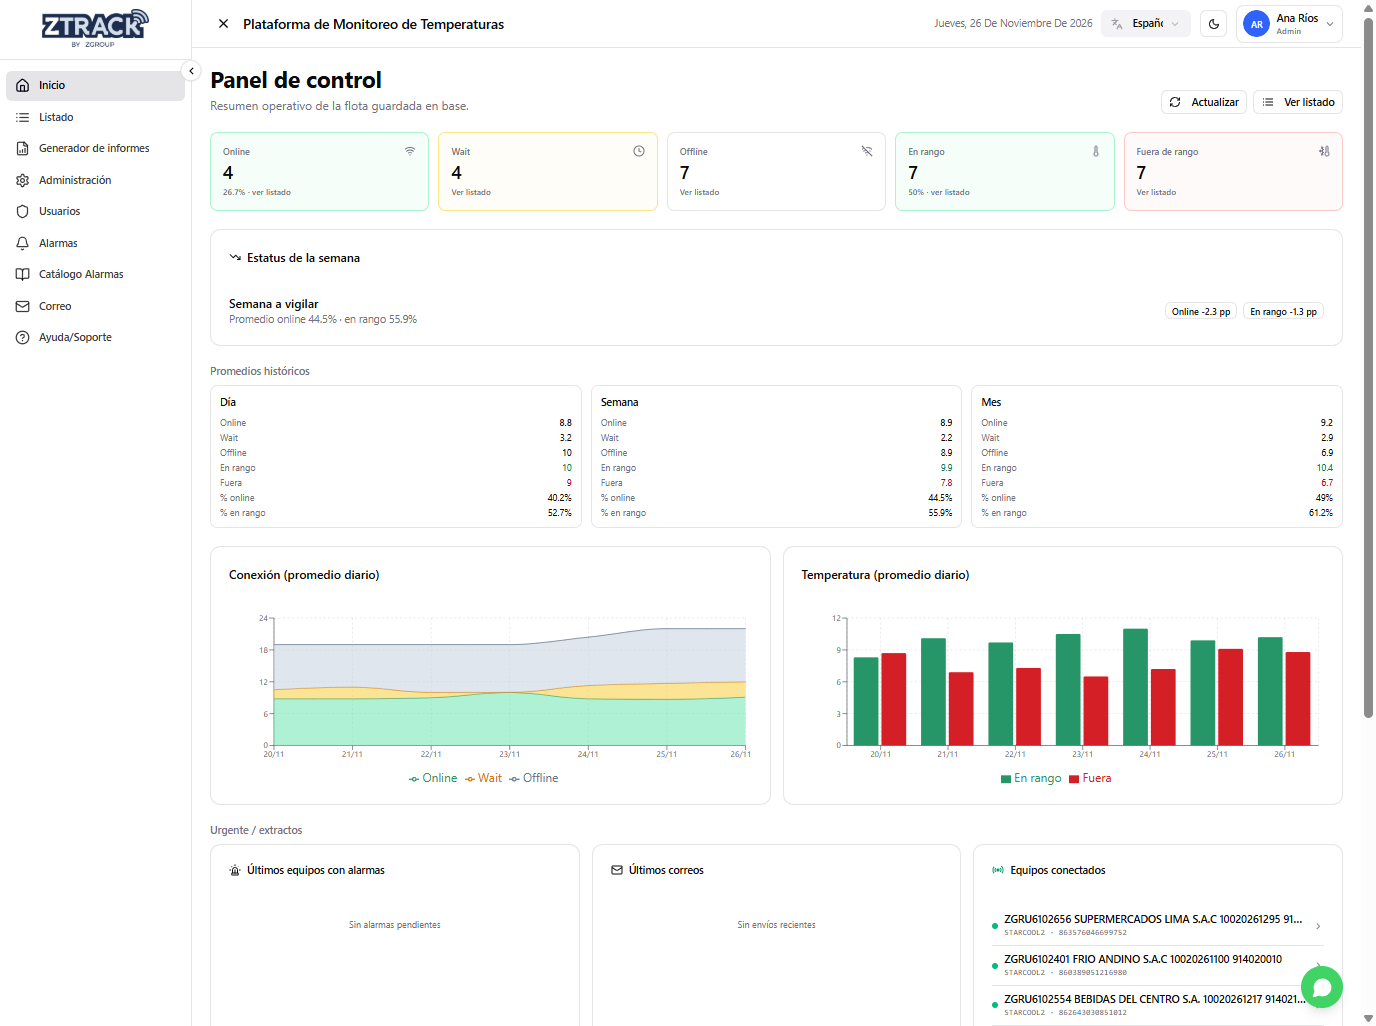 ZTRACK
BY ZGROUP
Inicio
Listado
Generador de informes
Administración
Usuarios
Alarmas
Catálogo Alarmas
Correo
Ayuda/Soporte
Plataforma de Monitoreo de Temperaturas
Jueves, 26 De Noviembre De 2026
Español
AR
Ana Ríos
Admin
Panel de control
Resumen operativo de la flota guardada en base.
Actualizar
Ver listado
Online
4
26.7% · ver listado
Wait
4
Ver listado
Offline
7
Ver listado
En rango
7
50% · ver listado
Fuera de rango
7
Ver listado
Estatus de la semana
Semana a vigilar
Promedio online 44.5% · en rango 55.9%
Online -2.3 pp
En rango -1.3 pp
Promedios históricos
Día
Online 8.8
Wait 3.2
Offline 10
En rango 10
Fuera 9
% online 40.2%
% en rango 52.7%
Semana
Online 8.9
Wait 2.2
Offline 8.9
En rango 9.9
Fuera 7.8
% online 44.5%
% en rango 55.9%
Mes
Online 9.2
Wait 2.9
Offline 6.9
En rango 10.4
Fuera 6.7
% online 49%
% en rango 61.2%
Conexión (promedio diario)
24
18
12
6
0
20/11 21/11 22/11 23/11 24/11 25/11 26/11
Online Wait Offline
Temperatura (promedio diario)
12
9
6
3
0
20/11 21/11 22/11 23/11 24/11 25/11 26/11
En rango Fuera
Urgente / extractos
Últimos equipos con alarmas
Sin alarmas pendientes
Últimos correos
Sin envíos recientes
Equipos conectados
ZGRU6102656 SUPERMERCADOS LIMA S.A.C 10020261295 91...
STARCOOL2 · 863576046699752
ZGRU6102401 FRIO ANDINO S.A.C 10020261100 914020010
STARCOOL2 · 860389051216980
ZGRU6102554 BEBIDAS DEL CENTRO S.A. 10020261217 914021...
STARCOOL2 · 862643030851012